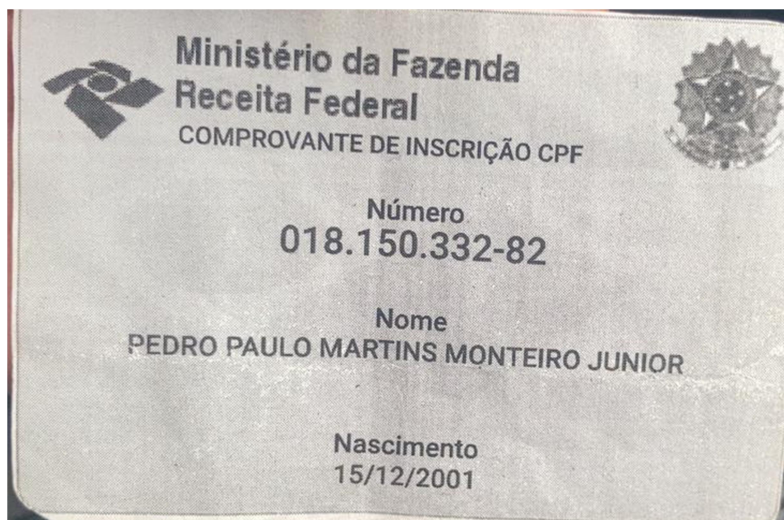 Ministério da Fazenda
Receita Federal
COMPROVANTE DE INSCRIÇÃO CPF
Número
018.150.332-82
Nome
PEDRO PAULO MARTINS MONTEIRO JUNIOR
Nascimento
15/12/2001